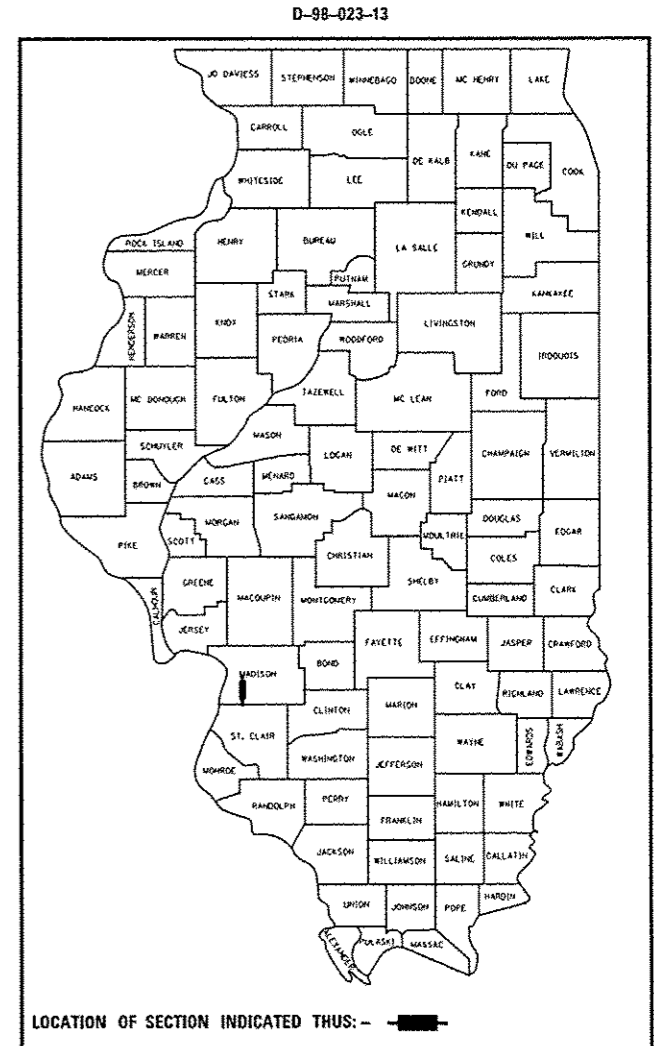 D-98-023-13
JO DAVIESS STEPHENSON WINNEBAGO BOONE MC HENRY LAKE
CARROLL OGLE
DE KALB KANE DU PAGE COOK
WHITESIDE LEE
KENDALL WILL
ROCK ISLAND HENRY BUREAU LA SALLE
MERCER PUTNAM GRUNDY
STARK MARSHALL KANKAKEE
HENDERSON WARREN KNOX PEORIA WOODFORD LIVINGSTON IROQUOIS
HANCOCK MC DONOUGH FULTON TAZEWELL MC LEAN FORD
MASON
SCHUYLER LOGAN DE WITT CHAMPAIGN VERMILION
ADAMS BROWN CASS MENARD MACON PIATT
MORGAN SANGAMON DOUGLAS
PIKE SCOTT CHRISTIAN MOULTRIE COLES EDGAR
GREENE MACOUPIN MONTGOMERY SHELBY CUMBERLAND CLARK
CALHOUN JERSEY FAYETTE EFFINGHAM JASPER CRAWFORD
MADISON BOND CLAY RICHLAND LAWRENCE
CLINTON MARION
ST. CLAIR WAYNE EDWARDS WABASH
MONROE WASHINGTON JEFFERSON
RANDOLPH PERRY HAMILTON WHITE
FRANKLIN
JACKSON WILLIAMSON SALINE GALLATIN
UNION JOHNSON POPE HARDIN
ALEXANDER PULASKI MASSAC
LOCATION OF SECTION INDICATED THUS: -